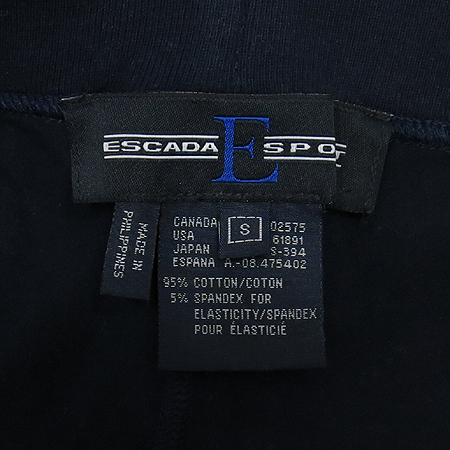 ESCADA E SPO
MADE IN
PHILIPPINES
S
CANADA 02575
USA 61891
JAPAN S-394
ESPANA A.-08.475402
95% COTTON/COTON
5% SPANDEX FOR
ELASTICITY/SPANDEX
POUR ÉLASTICIÉ